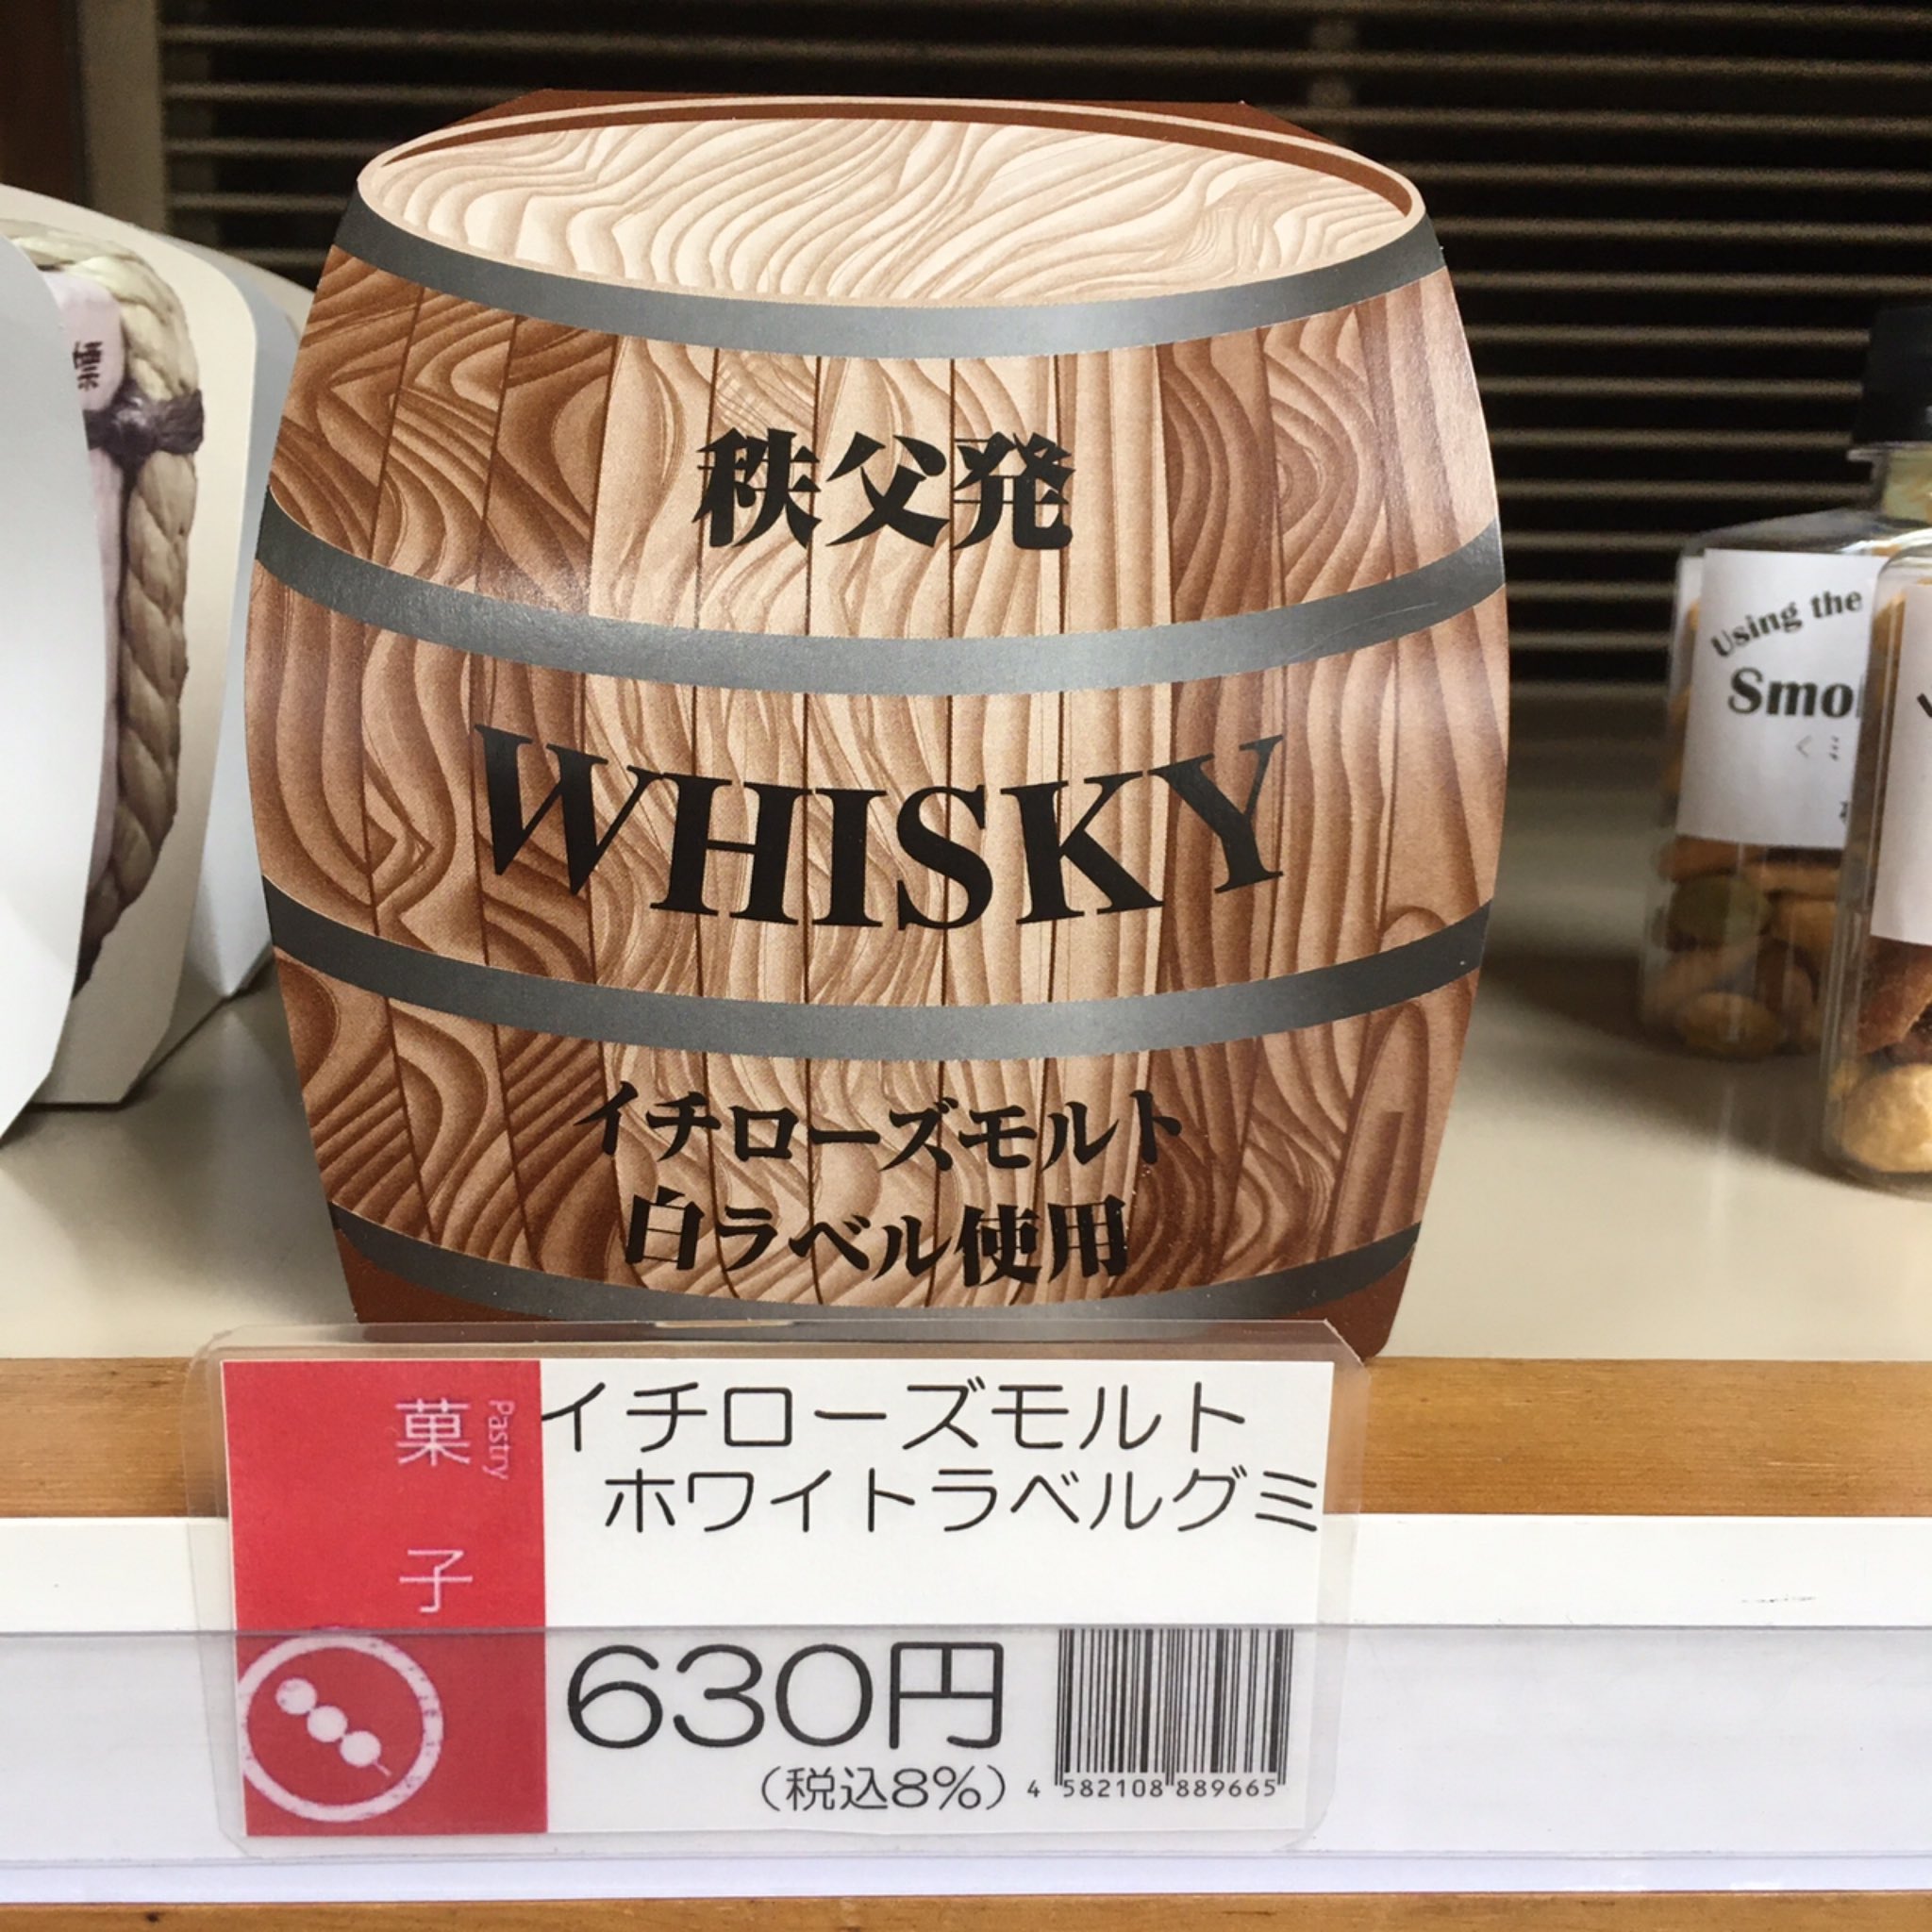 秩父発
WHISKY
イチローズモルト
白ラベル使用
Using the
菓子
Pastry
イチローズモルト
ホワイトラベルグミ
630円
(税込8%)
4 582108 889665